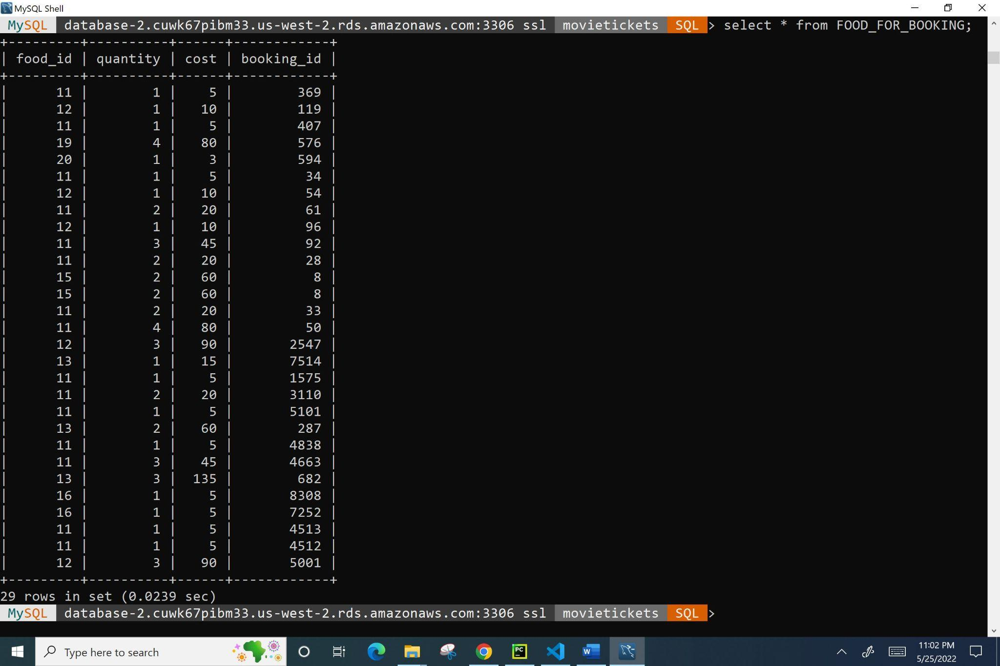 MySQL Shell
MySQL database-2.cuwk67pibm33.us-west-2.rds.amazonaws.com:3306 ssl movietickets SQL > select * from FOOD_FOR_BOOKING;
+---------+----------+------+------------+
| food_id | quantity | cost | booking_id |
+---------+----------+------+------------+
| 11 | 1 | 5 | 369 |
| 12 | 1 | 10 | 119 |
| 11 | 1 | 5 | 407 |
| 19 | 4 | 80 | 576 |
| 20 | 1 | 3 | 594 |
| 11 | 1 | 5 | 34 |
| 12 | 1 | 10 | 54 |
| 11 | 2 | 20 | 61 |
| 12 | 1 | 10 | 96 |
| 11 | 3 | 45 | 92 |
| 11 | 2 | 20 | 28 |
| 15 | 2 | 60 | 8 |
| 15 | 2 | 60 | 8 |
| 11 | 2 | 20 | 33 |
| 11 | 4 | 80 | 50 |
| 12 | 3 | 90 | 2547 |
| 13 | 1 | 15 | 7514 |
| 11 | 1 | 5 | 1575 |
| 11 | 2 | 20 | 3110 |
| 11 | 1 | 5 | 5101 |
| 13 | 2 | 60 | 287 |
| 11 | 1 | 5 | 4838 |
| 11 | 3 | 45 | 4663 |
| 13 | 3 | 135 | 682 |
| 16 | 1 | 5 | 8308 |
| 16 | 1 | 5 | 7252 |
| 11 | 1 | 5 | 4513 |
| 11 | 1 | 5 | 4512 |
| 12 | 3 | 90 | 5001 |
+---------+----------+------+------------+
29 rows in set (0.0239 sec)
MySQL database-2.cuwk67pibm33.us-west-2.rds.amazonaws.com:3306 ssl movietickets SQL >
Type here to search
PC
W
11:02 PM
5/25/2022